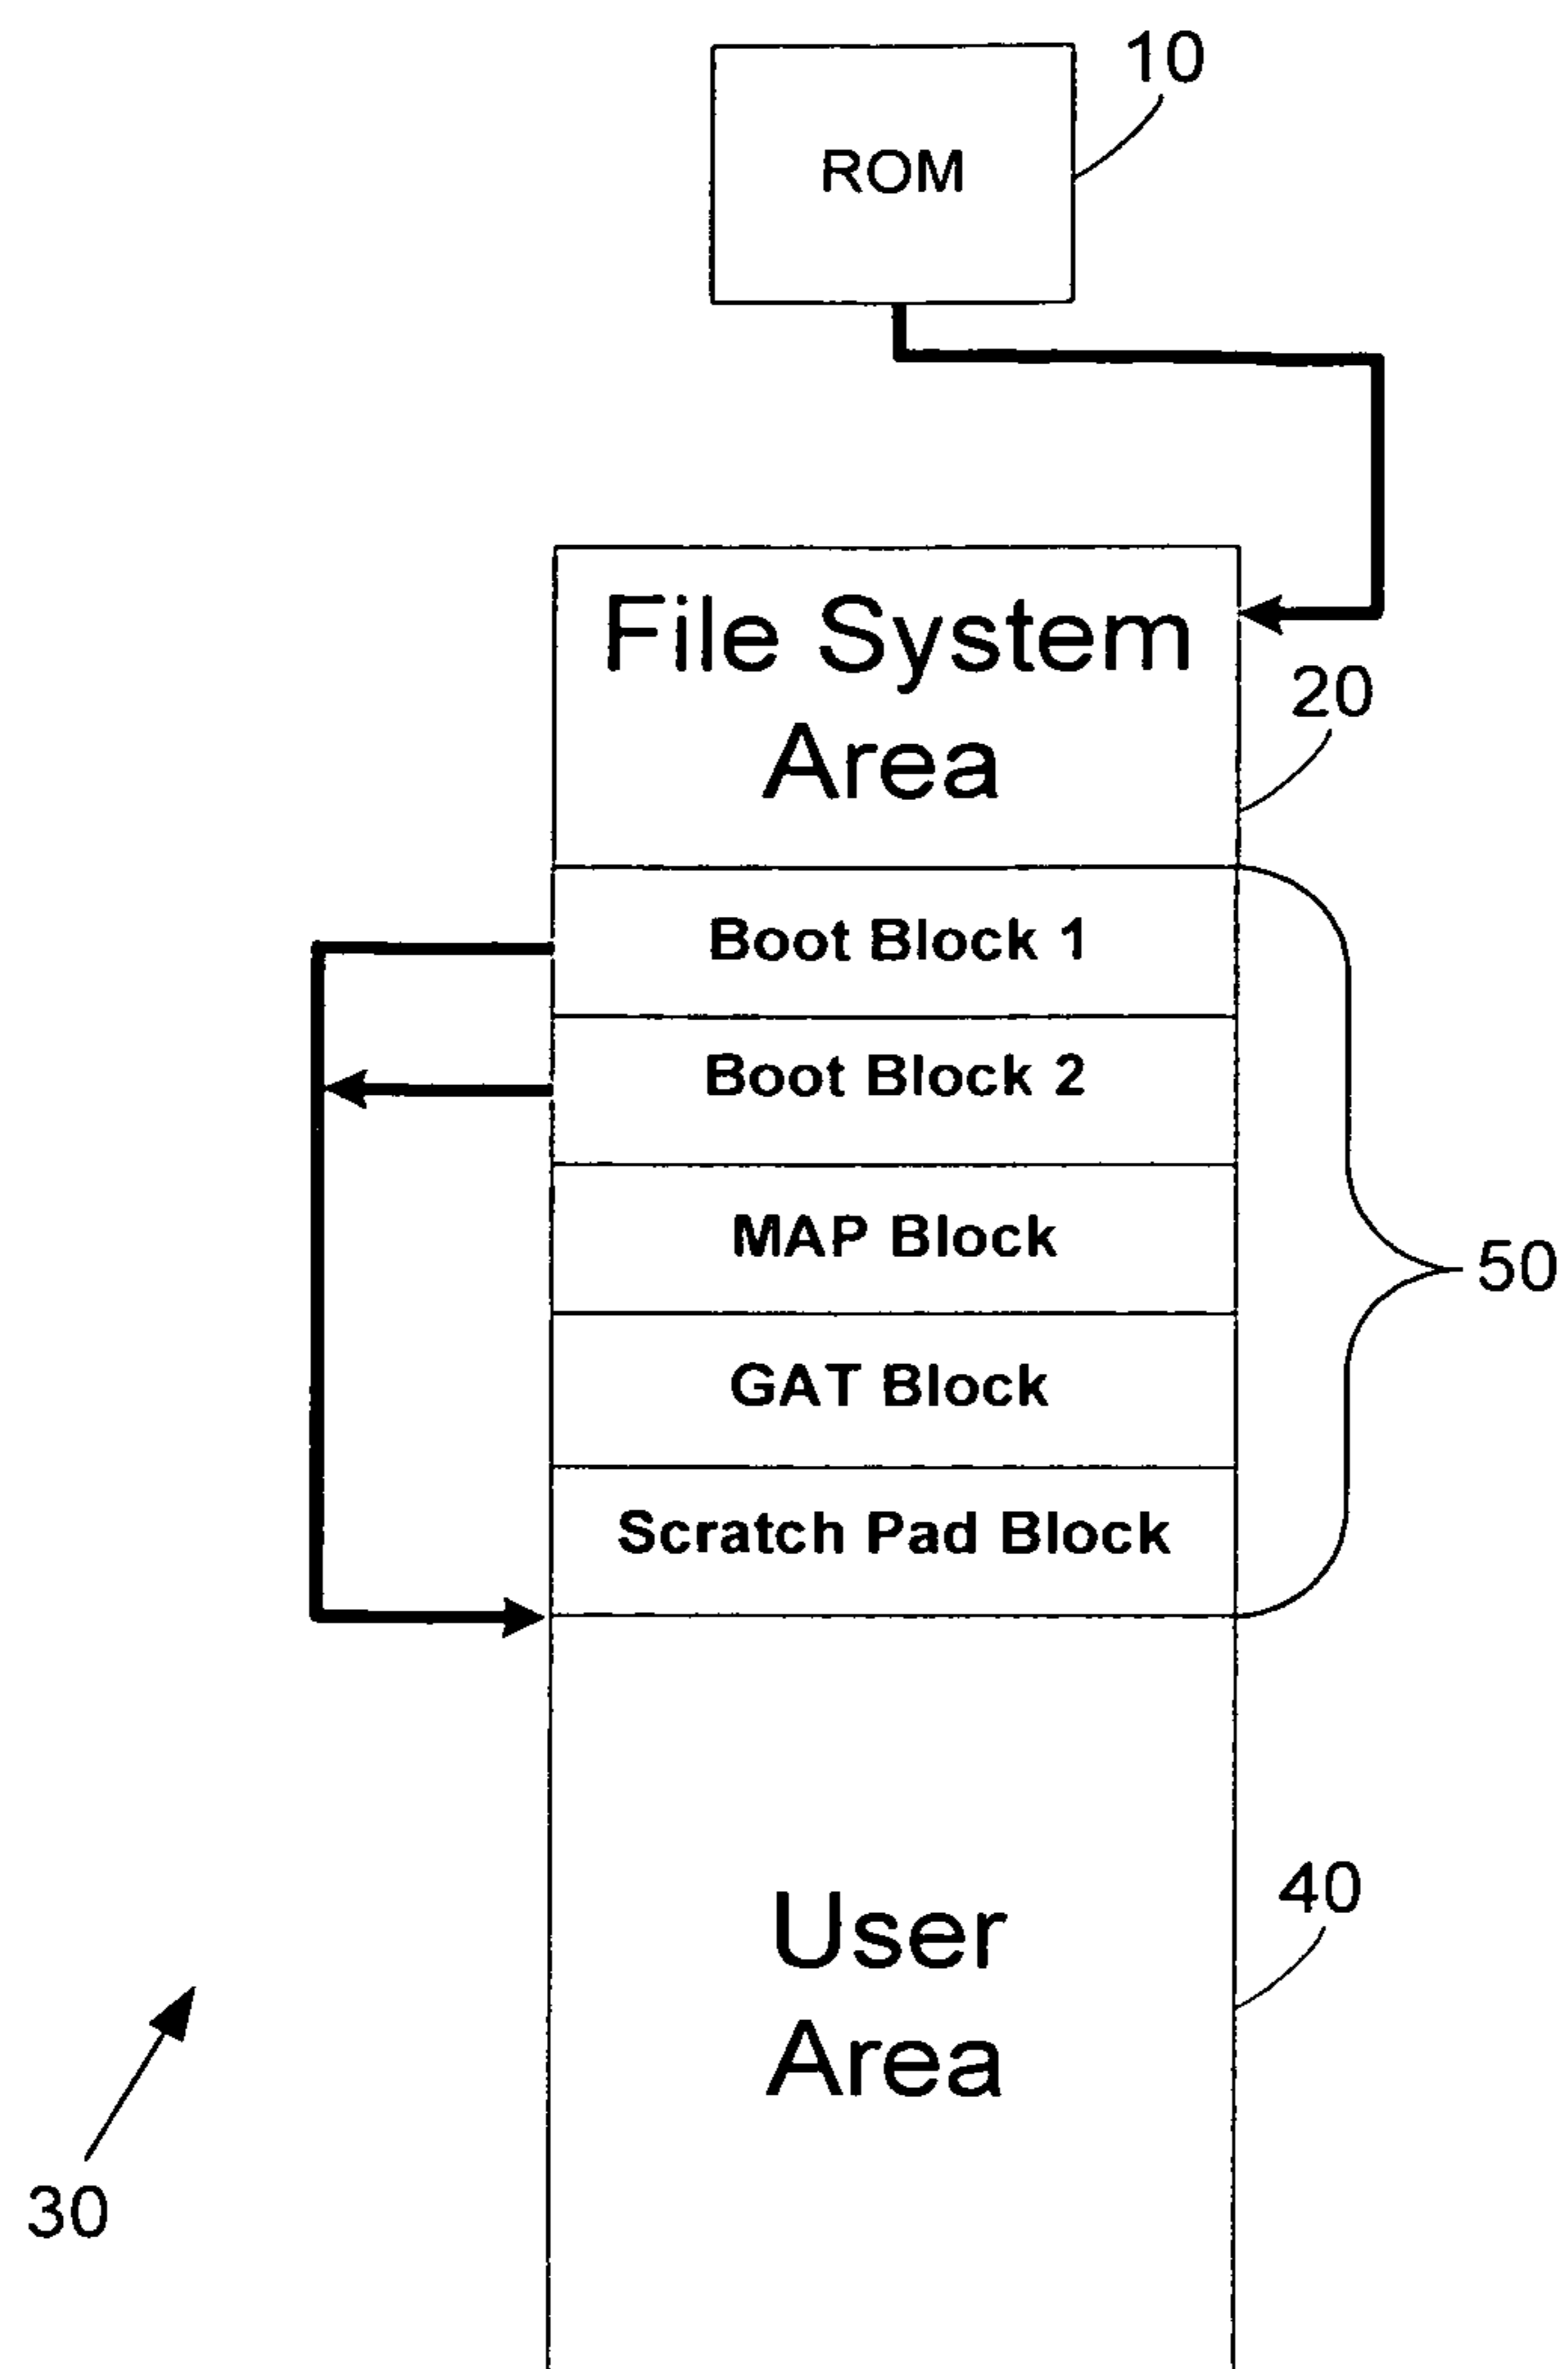 10
ROM
File System
Area
20
Boot Block 1
Boot Block 2
MAP Block
50
GAT Block
Scratch Pad Block
User
Area
40
30